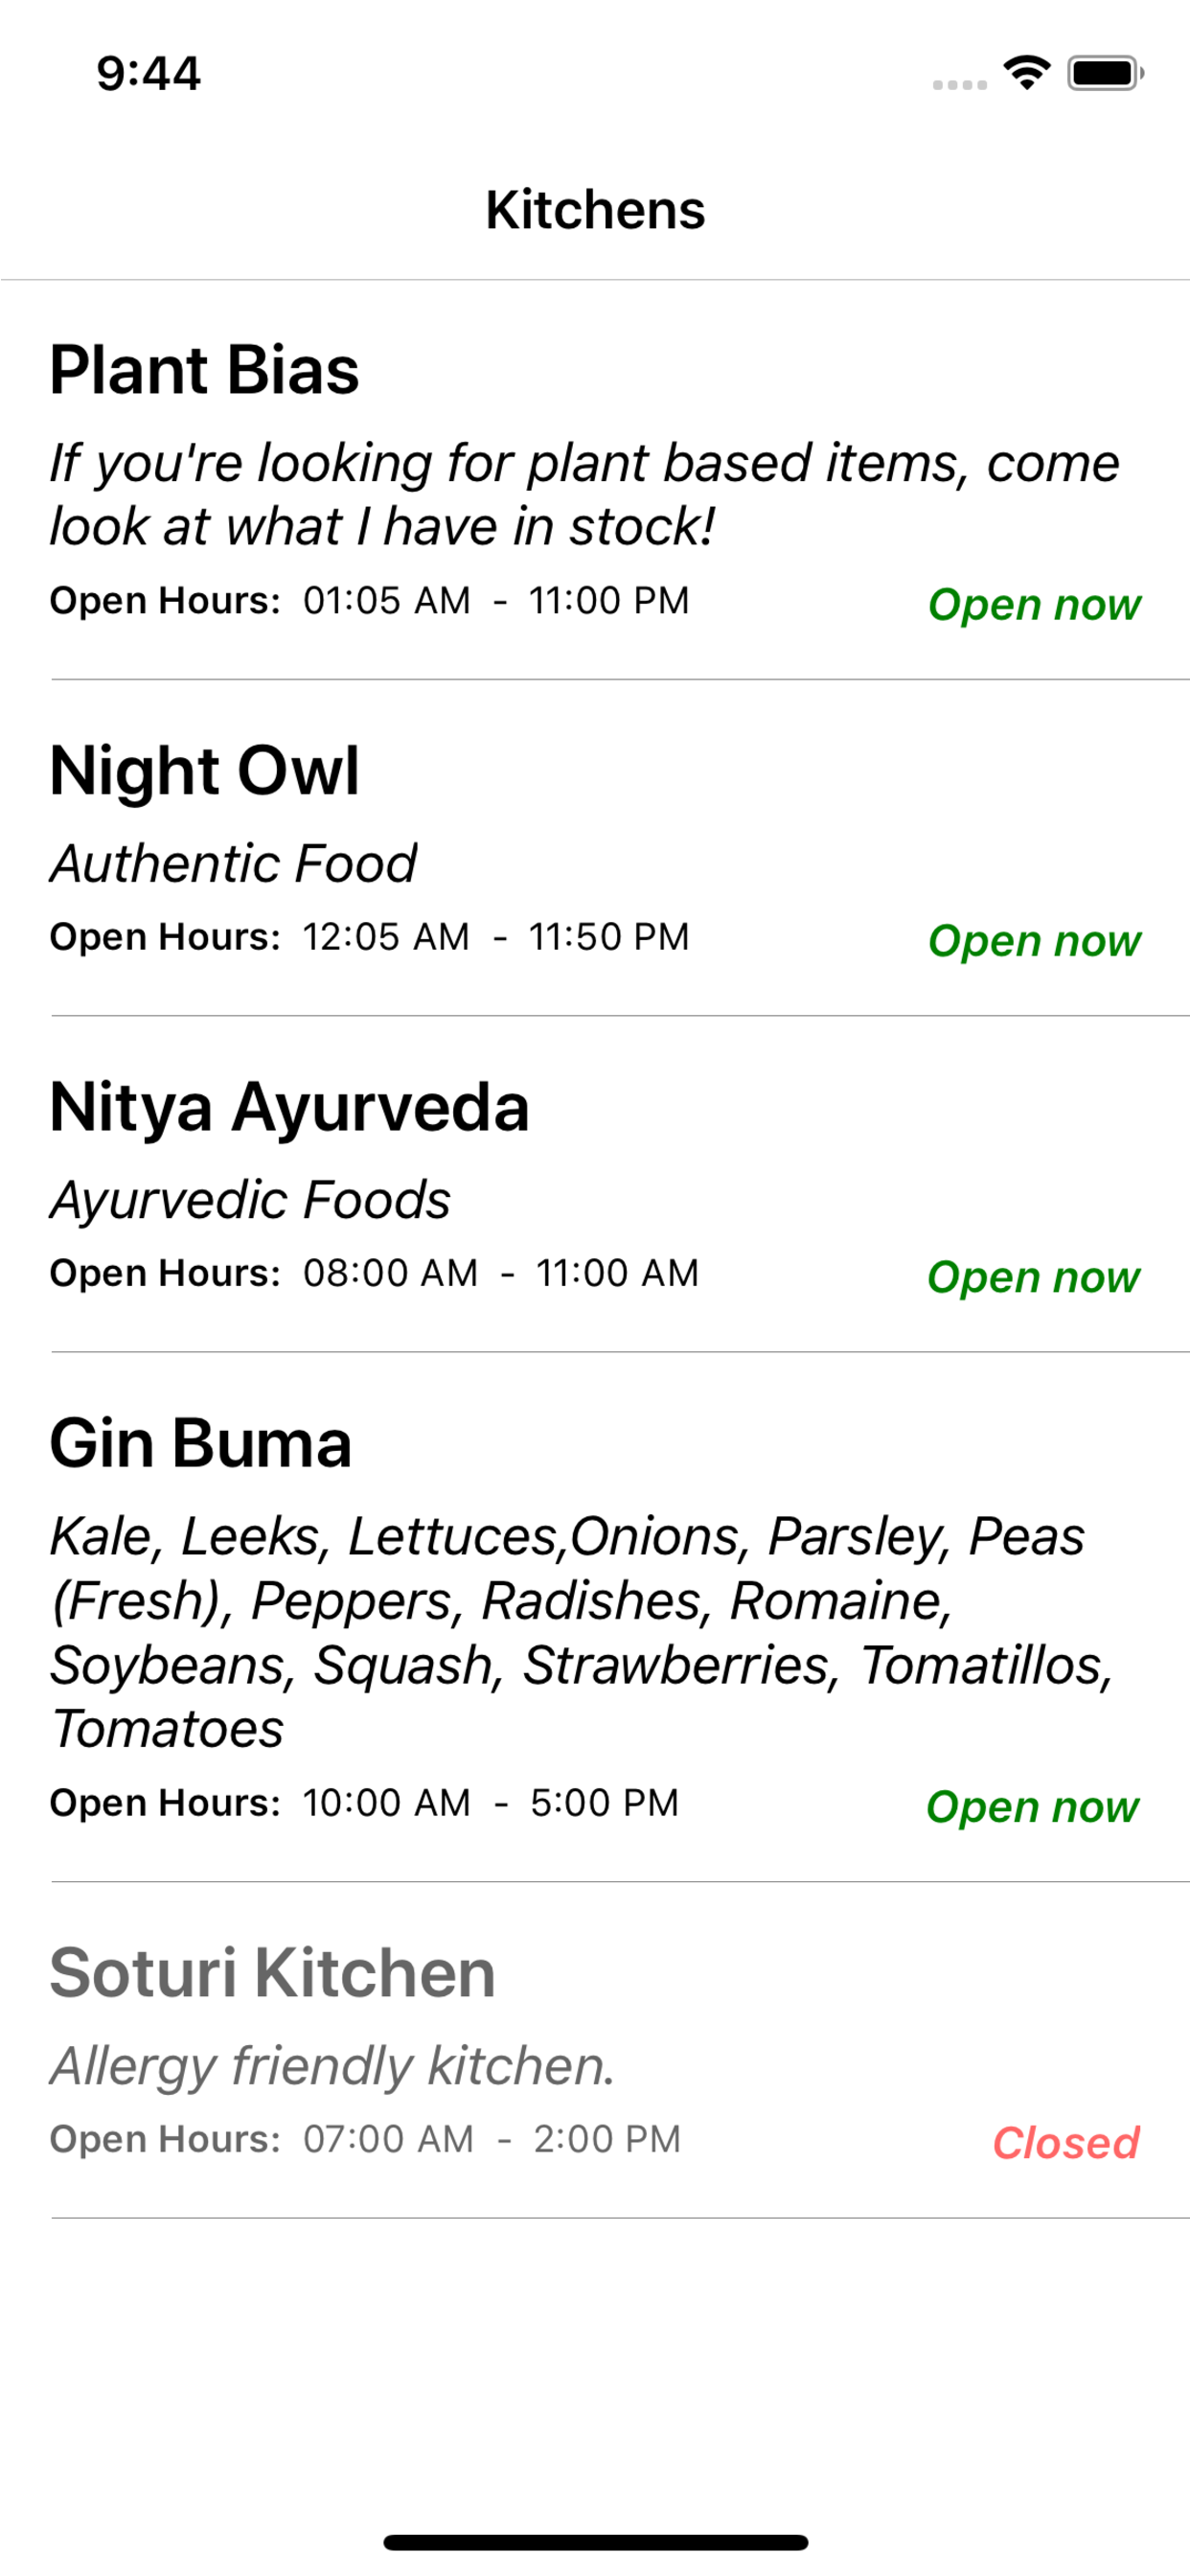 9:44
Kitchens
Plant Bias
If you're looking for plant based items, come
look at what I have in stock!
Open Hours: 01:05 AM - 11:00 PM Open now
Night Owl
Authentic Food
Open Hours: 12:05 AM - 11:50 PM Open now
Nitya Ayurveda
Ayurvedic Foods
Open Hours: 08:00 AM - 11:00 AM Open now
Gin Buma
Kale, Leeks, Lettuces,Onions, Parsley, Peas
(Fresh), Peppers, Radishes, Romaine,
Soybeans, Squash, Strawberries, Tomatillos,
Tomatoes
Open Hours: 10:00 AM - 5:00 PM Open now
Soturi Kitchen
Allergy friendly kitchen.
Open Hours: 07:00 AM - 2:00 PM Closed